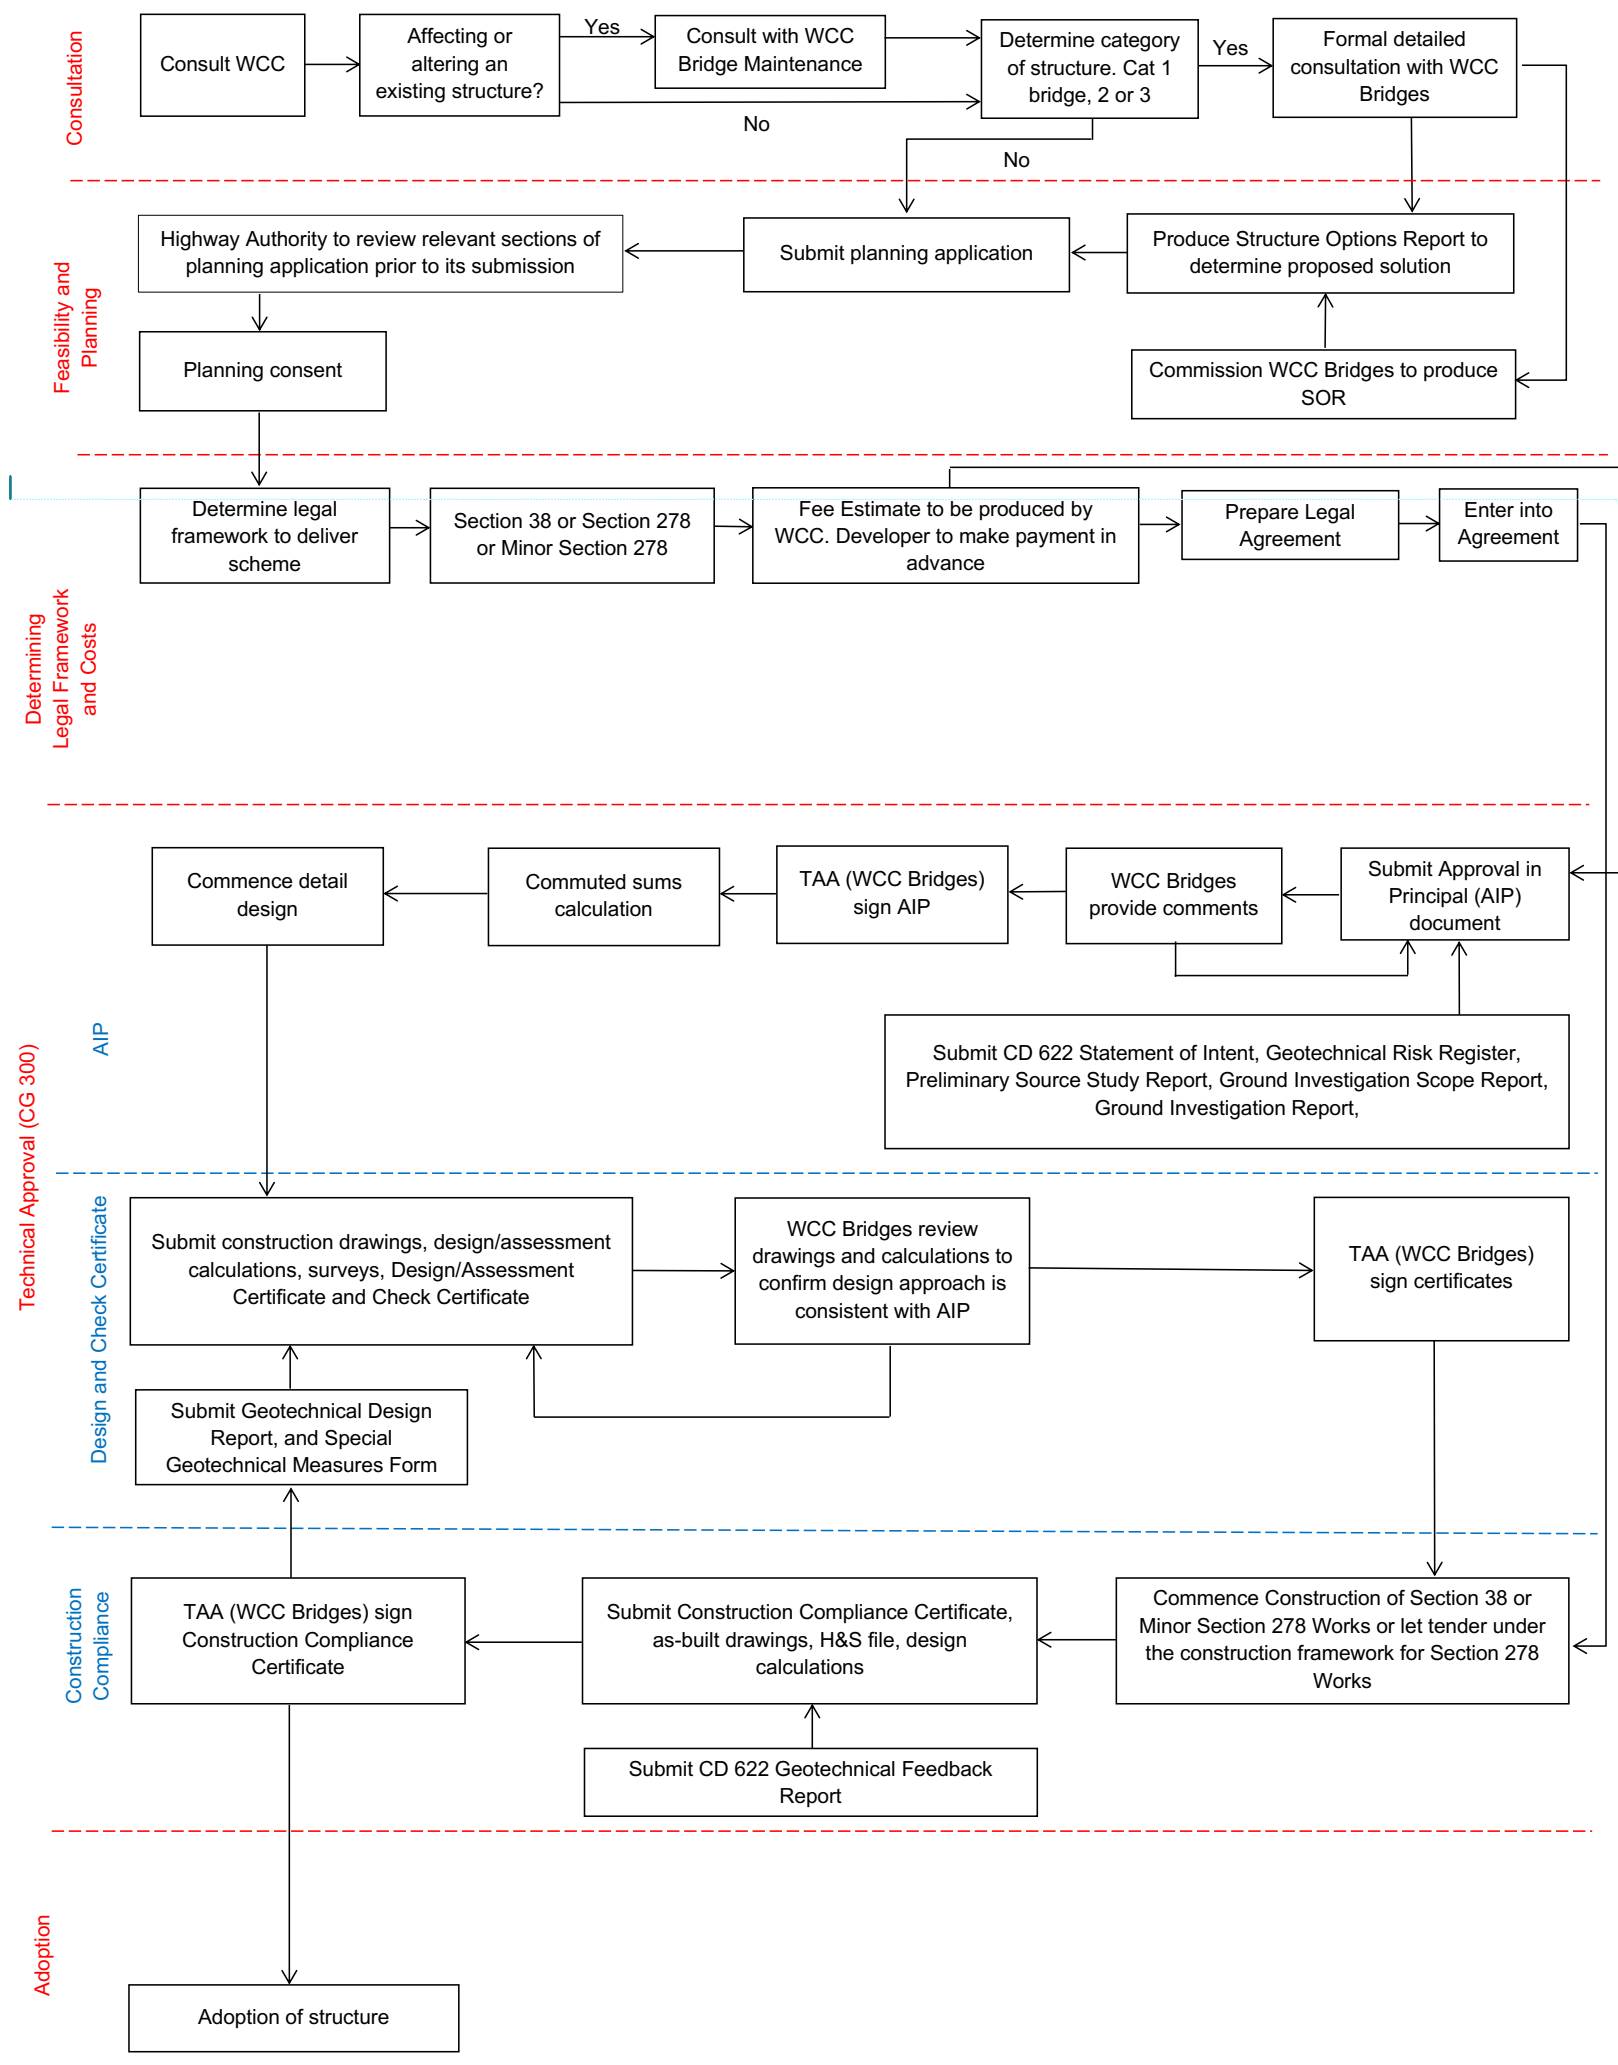 Consultation
Consult WCC
Affecting or
altering an
existing structure?
Yes
No
Consult with WCC
Bridge Maintenance
Determine category
of structure. Cat 1
bridge, 2 or 3
Yes
No
Formal detailed
consultation with WCC
Bridges
Feasibility and
Planning
Highway Authority to review relevant sections of
planning application prior to its submission
Submit planning application
Produce Structure Options Report to
determine proposed solution
Planning consent
Commission WCC Bridges to produce
SOR
Determining
Legal Framework
and Costs
Determine legal
framework to deliver
scheme
Section 38 or Section 278
or Minor Section 278
Fee Estimate to be produced by
WCC. Developer to make payment in
advance
Prepare Legal
Agreement
Enter into
Agreement
Technical Approval (CG 300)
AIP
Commence detail
design
Commuted sums
calculation
TAA (WCC Bridges)
sign AIP
WCC Bridges
provide comments
Submit Approval in
Principal (AIP)
document
Submit CD 622 Statement of Intent, Geotechnical Risk Register,
Preliminary Source Study Report, Ground Investigation Scope Report,
Ground Investigation Report,
Design and Check Certificate
Submit construction drawings, design/assessment
calculations, surveys, Design/Assessment
Certificate and Check Certificate
WCC Bridges review
drawings and calculations to
confirm design approach is
consistent with AIP
TAA (WCC Bridges)
sign certificates
Submit Geotechnical Design
Report, and Special
Geotechnical Measures Form
Construction
Compliance
TAA (WCC Bridges) sign
Construction Compliance
Certificate
Submit Construction Compliance Certificate,
as-built drawings, H&S file, design
calculations
Commence Construction of Section 38 or
Minor Section 278 Works or let tender under
the construction framework for Section 278
Works
Submit CD 622 Geotechnical Feedback
Report
Adoption
Adoption of structure